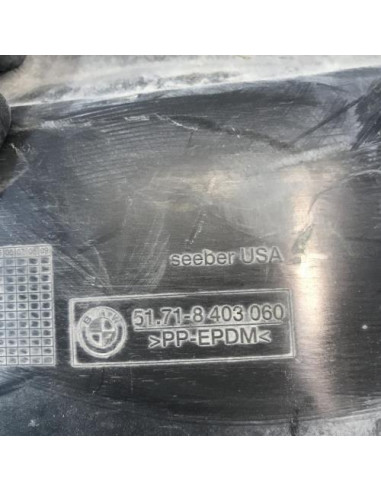 seeber USA
51.71-8 403 060
>PP-EPDM<